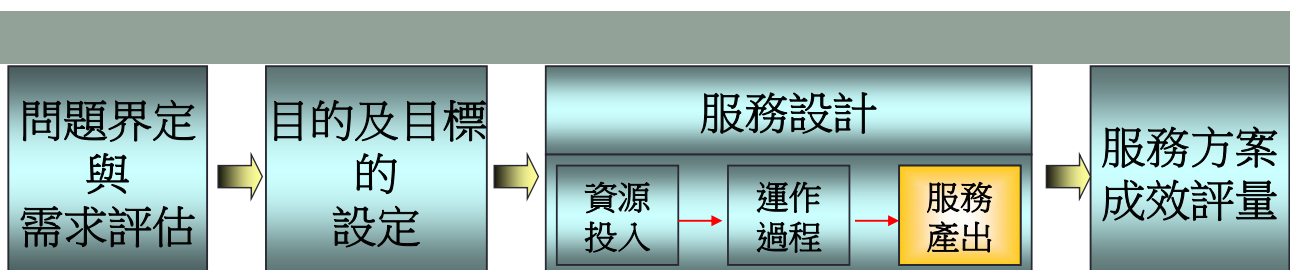 問題界定
與
需求評估
目的及目標
的
設定
服務設計
資源
投入
運作
過程
服務
產出
服務方案
成效評量